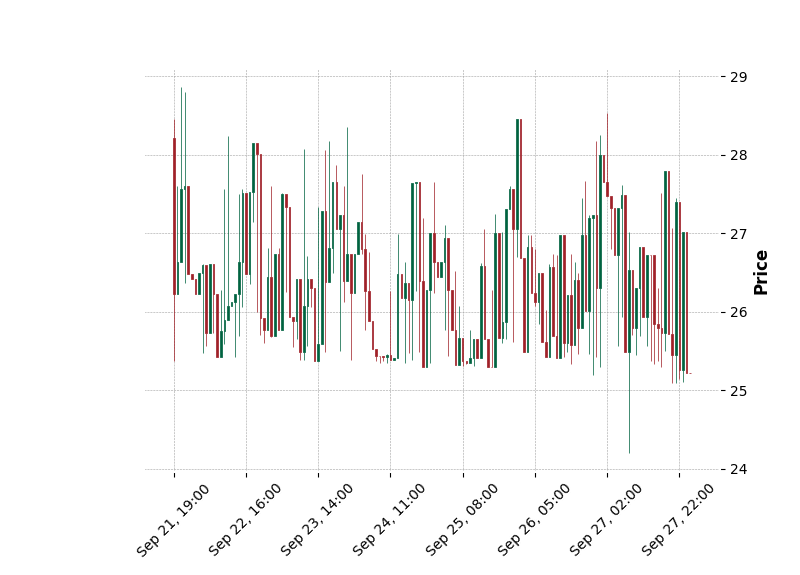 29
28
27
26
25
24
Price
Sep 21, 19:00
Sep 22, 16:00
Sep 23, 14:00
Sep 24, 11:00
Sep 25, 08:00
Sep 26, 05:00
Sep 27, 02:00
Sep 27, 22:00